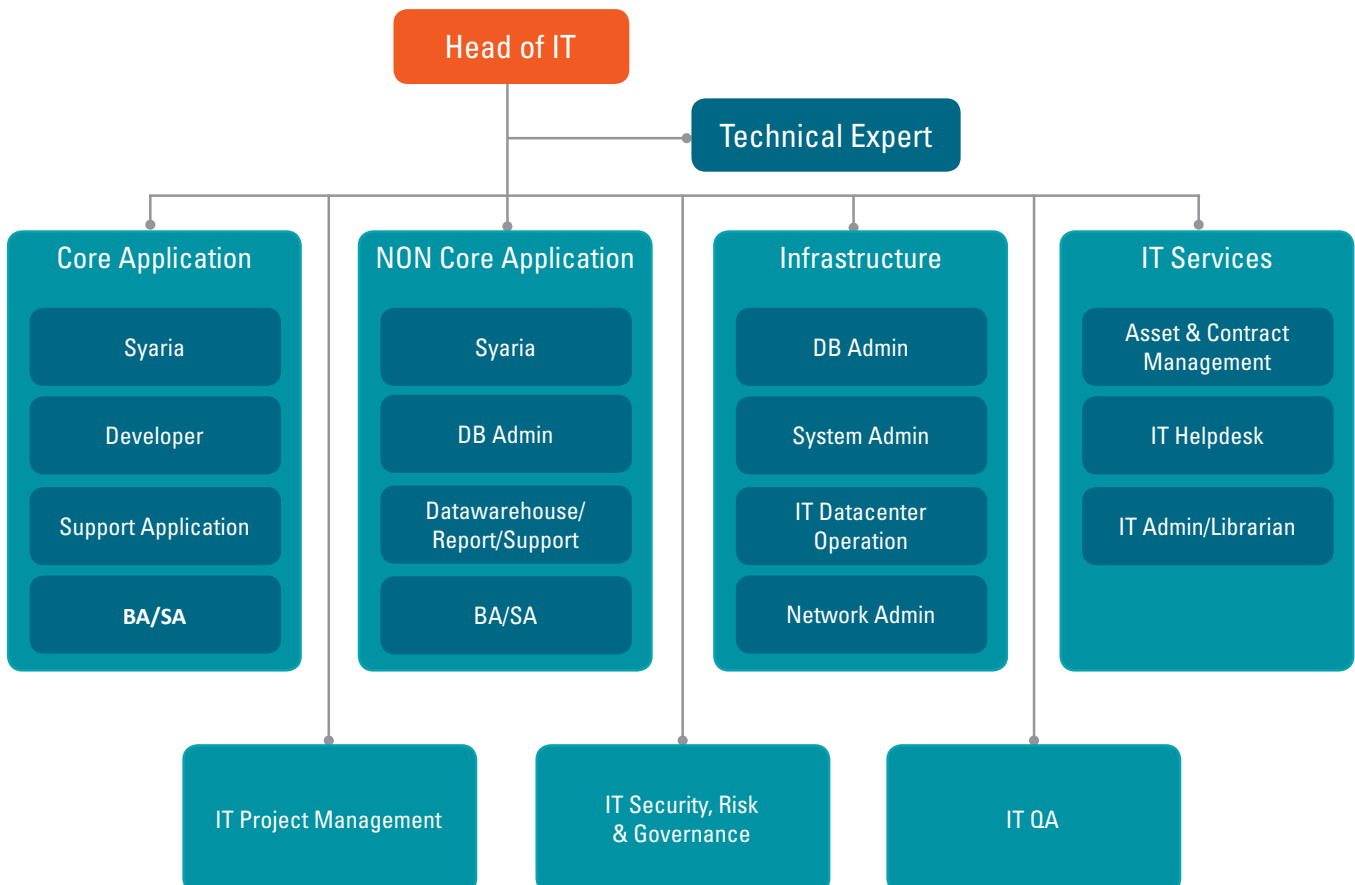 Head of IT
Technical Expert
Core Application
Syaria
Developer
Support Application
BA/SA
NON Core Application
Syaria
DB Admin
Datawarehouse/
Report/Support
BA/SA
Infrastructure
DB Admin
System Admin
IT Datacenter
Operation
Network Admin
IT Services
Asset & Contract
Management
IT Helpdesk
IT Admin/Librarian
IT Project Management
IT Security, Risk
& Governance
IT QA